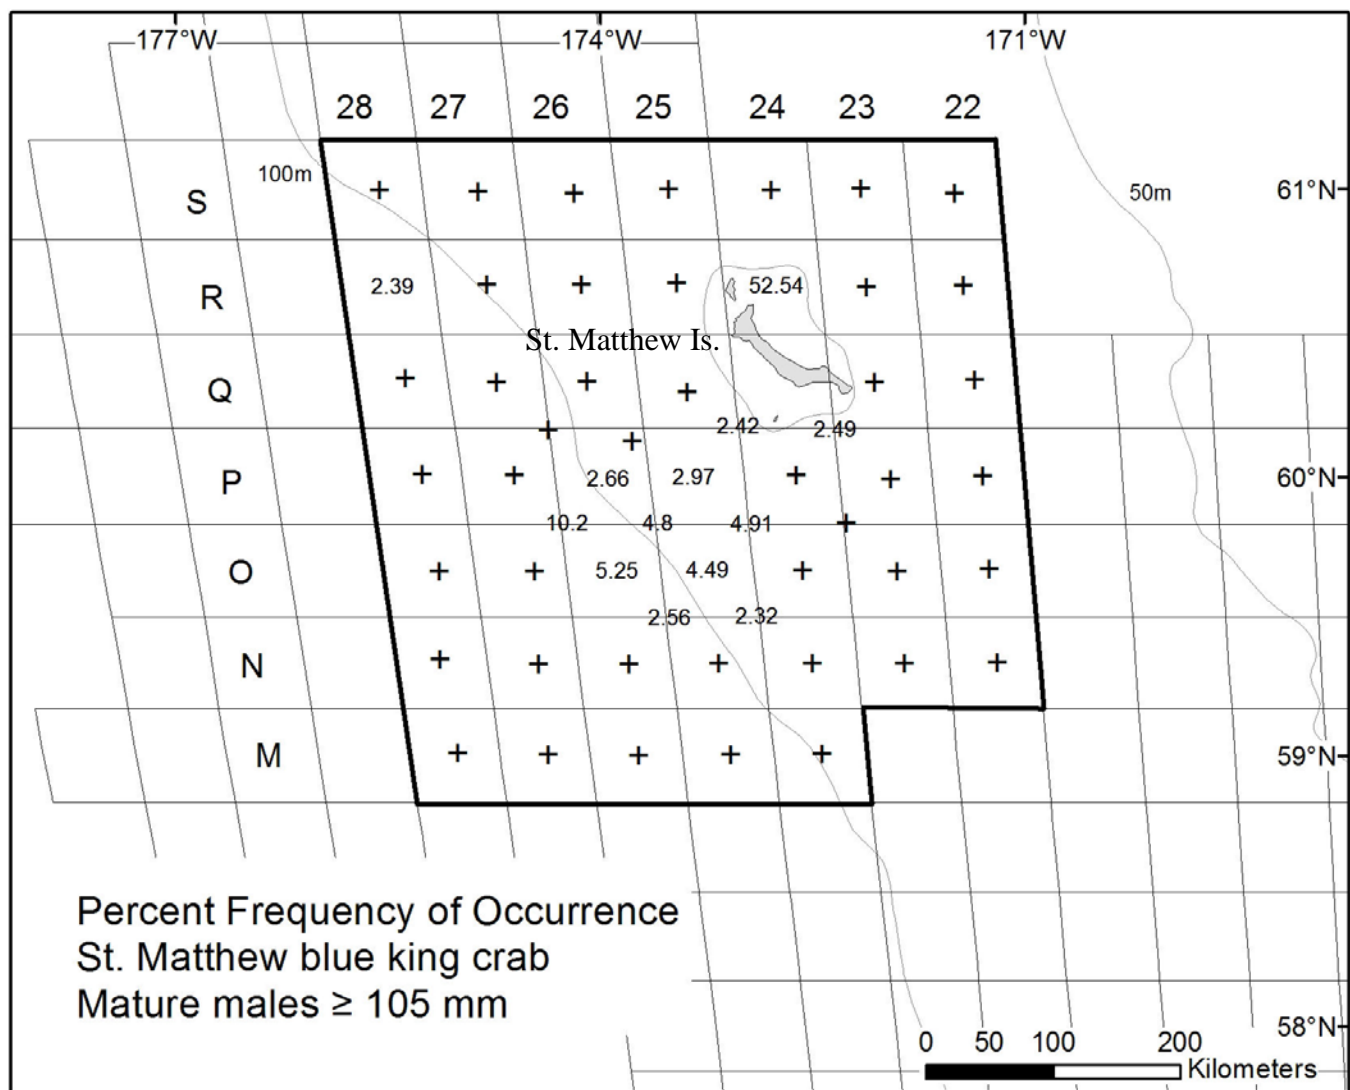 177°W 174°W 171°W
28 27 26 25 24 23 22
100m
S 50m 61°N
R 2.39 52.54
St. Matthew Is.
Q
2.42 2.49
P 2.66 2.97 60°N
10.2 4.8 4.91
O 5.25 4.49
2.56 2.32
N
M 59°N
Percent Frequency of Occurrence
St. Matthew blue king crab
Mature males ≥ 105 mm
58°N
0 50 100 200
Kilometers